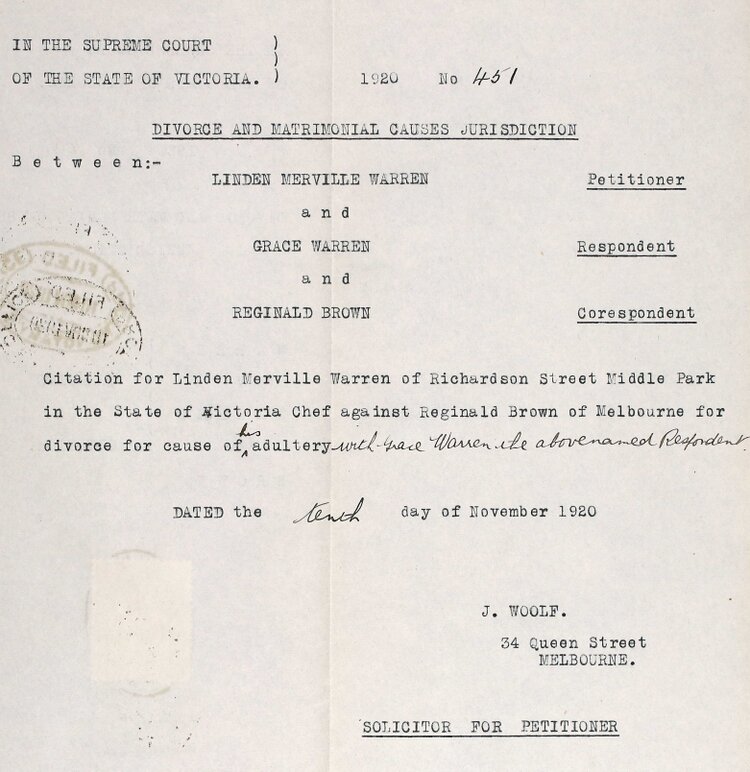 IN THE SUPREME COURT )
)
OF THE STATE OF VICTORIA. ) 1920 No 451
DIVORCE AND MATRIMONIAL CAUSES JURISDICTION
B e t w e e n:-
LINDEN MERVILLE WARREN Petitioner
a n d
GRACE WARREN Respondent
a n d
REGINALD BROWN Corespondent
FILED
FILED
Citation for Linden Merville Warren of Richardson Street Middle Park
in the State of Victoria Chef against Reginald Brown of Melbourne for
divorce for cause of his adultery with Grace Warren the abovenamed Respondent.
DATED the tenth day of November 1920
J. WOOLF.
34 Queen Street
MELBOURNE.
SOLICITOR FOR PETITIONER